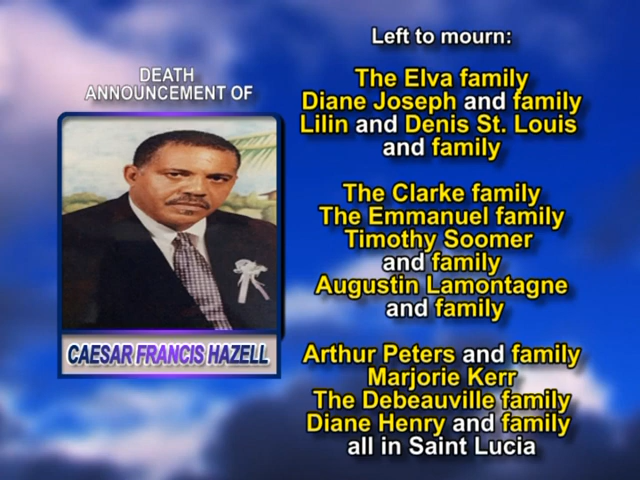 DEATH
ANNOUNCEMENT OF
CAESAR FRANCIS HAZELL
Left to mourn:
The Elva family
Diane Joseph and family
Lilin and Denis St. Louis
and family
The Clarke family
The Emmanuel family
Timothy Soomer
and family
Augustin Lamontagne
and family
Arthur Peters and family
Marjorie Kerr
The Debeauville family
Diane Henry and family
all in Saint Lucia